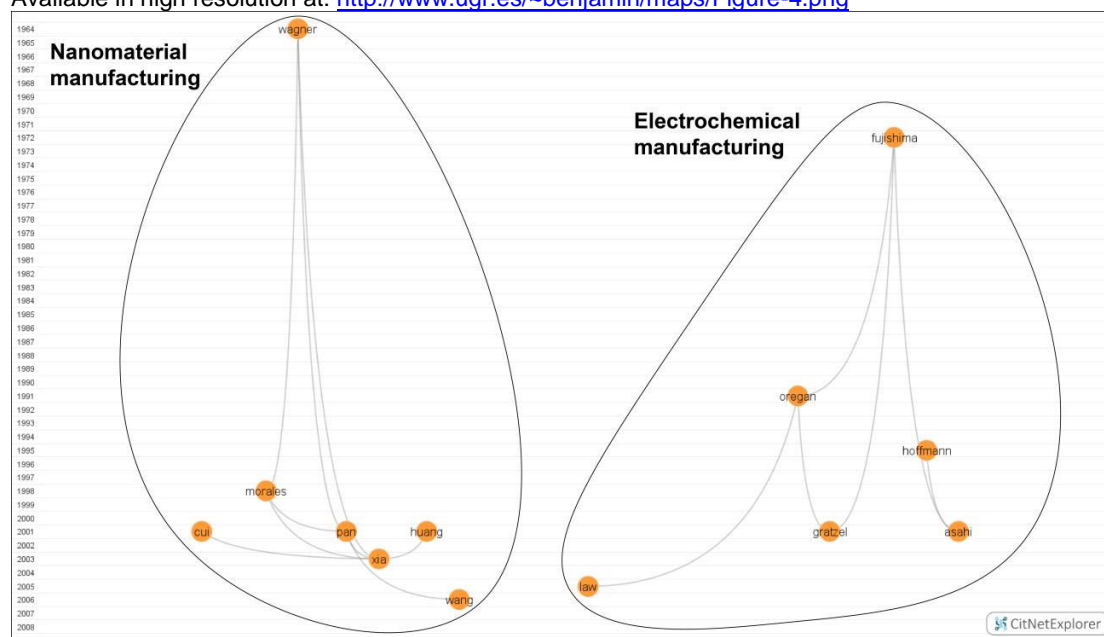 Available in high resolution at: http://www.ugr.es/~benjamin/maps/Figure-4.png
1964
wagner
1965
Nanomaterial
manufacturing
1966
1967
1968
1969
1970
1971
Electrochemical
manufacturing
1972
fujishima
1973
1974
1975
1976
1977
1978
1979
1980
1981
1982
1983
1984
1985
1986
1987
1988
1989
1990
1991
oregan
1992
1993
1994
1995
hoffmann
1996
1997
1998
morales
1999
2000
2001
cui
pan
huang
gratzel
asahi
2002
2003
xia
2004
2005
law
2006
wang
2007
2008
CitNetExplorer